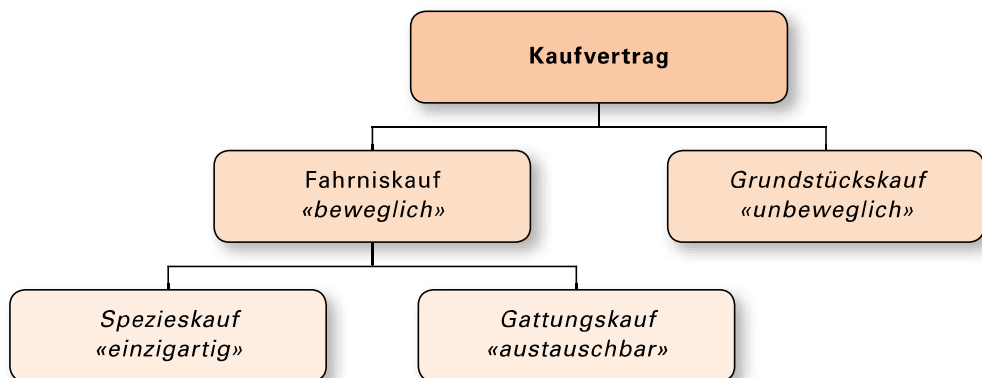 Kaufvertrag
Fahrniskauf
«beweglich»
Grundstückskauf
«unbeweglich»
Spezieskauf
«einzigartig»
Gattungskauf
«austauschbar»